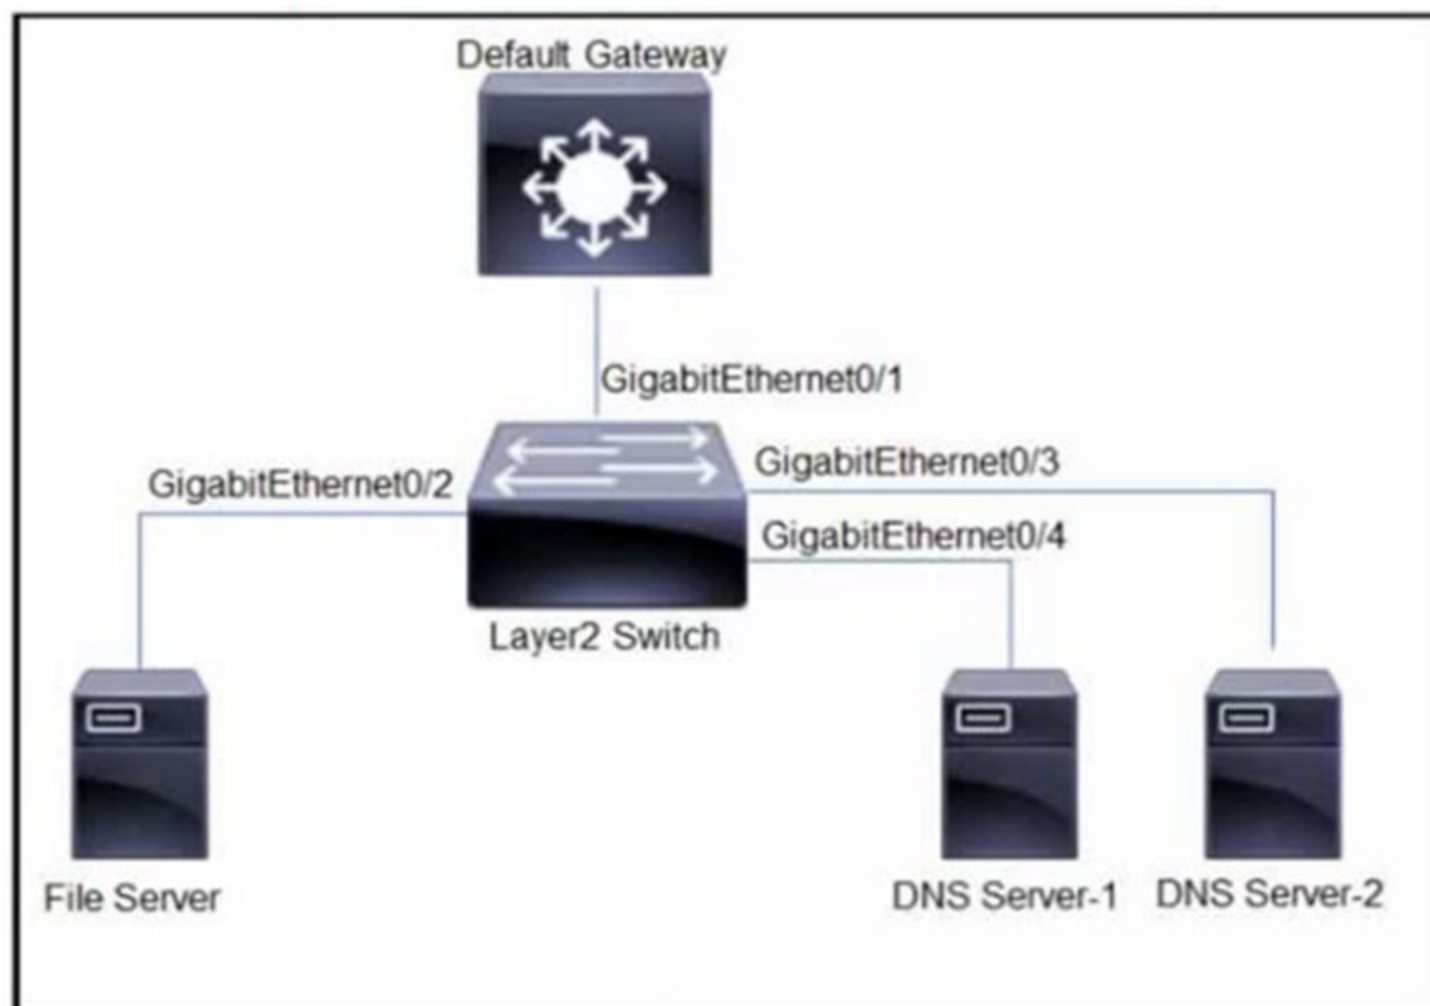 Default Gateway
GigabitEthernet0/1
GigabitEthernet0/2
GigabitEthernet0/3
GigabitEthernet0/4
Layer2 Switch
File Server
DNS Server-1
DNS Server-2